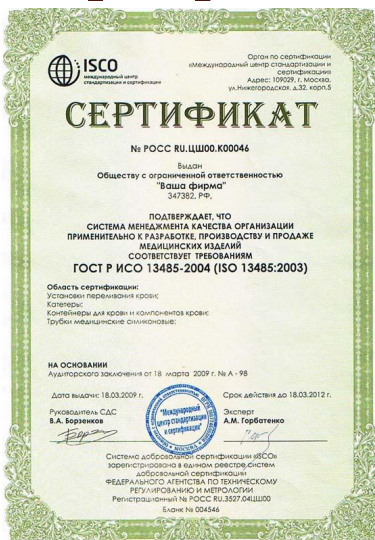 ISCO
международный центр
стандартизации и сертификации
Орган по сертификации
«Международный центр стандартизации и
сертификации»
Адрес: 109029, г. Москва,
ул.Нижегородская, д.32. корп.5
СЕРТИФИКАТ
№ РОСС RU.ЦШ00.К00046
Выдан
Обществу с ограниченной ответственностью
"Ваша фирма"
347382, РФ,
ПОДТВЕРЖДАЕТ, ЧТО
СИСТЕМА МЕНЕДЖМЕНТА КАЧЕСТВА ОРГАНИЗАЦИИ
ПРИМЕНИТЕЛЬНО К РАЗРАБОТКЕ, ПРОИЗВОДСТВУ И ПРОДАЖЕ
МЕДИЦИНСКИХ ИЗДЕЛИЙ
СООТВЕТСТВУЕТ ТРЕБОВАНИЯМ
ГОСТ Р ИСО 13485-2004 (ISO 13485:2003)
Область сертификации:
Установки переливания крови;
Катетеры;
Контейнеры для крови и компонентов крови;
Трубки медицинские силиконовые;
НА ОСНОВАНИИ
Аудиторского заключения от 18 марта 2009 г. № А - 98
Дата выдачи: 18.03.2009 г.
Срок действия до 18.03.2012 г.
Руководитель СДС
В.А. Борзенков
"Международный
центр стандартизации
и сертификации"
МОСКВА
Эксперт
А.М. Горбатенко
Система добровольной сертификации «ISCO»
зарегистрирована в едином реестре систем
добровольной сертификации
ФЕДЕРАЛЬНОГО АГЕНТСТВА ПО ТЕХНИЧЕСКОМУ
РЕГУЛИРОВАНИЮ И МЕТРОЛОГИИ
Регистрационный № РОСС RU.3527.04ЦШ00
Бланк № 004546